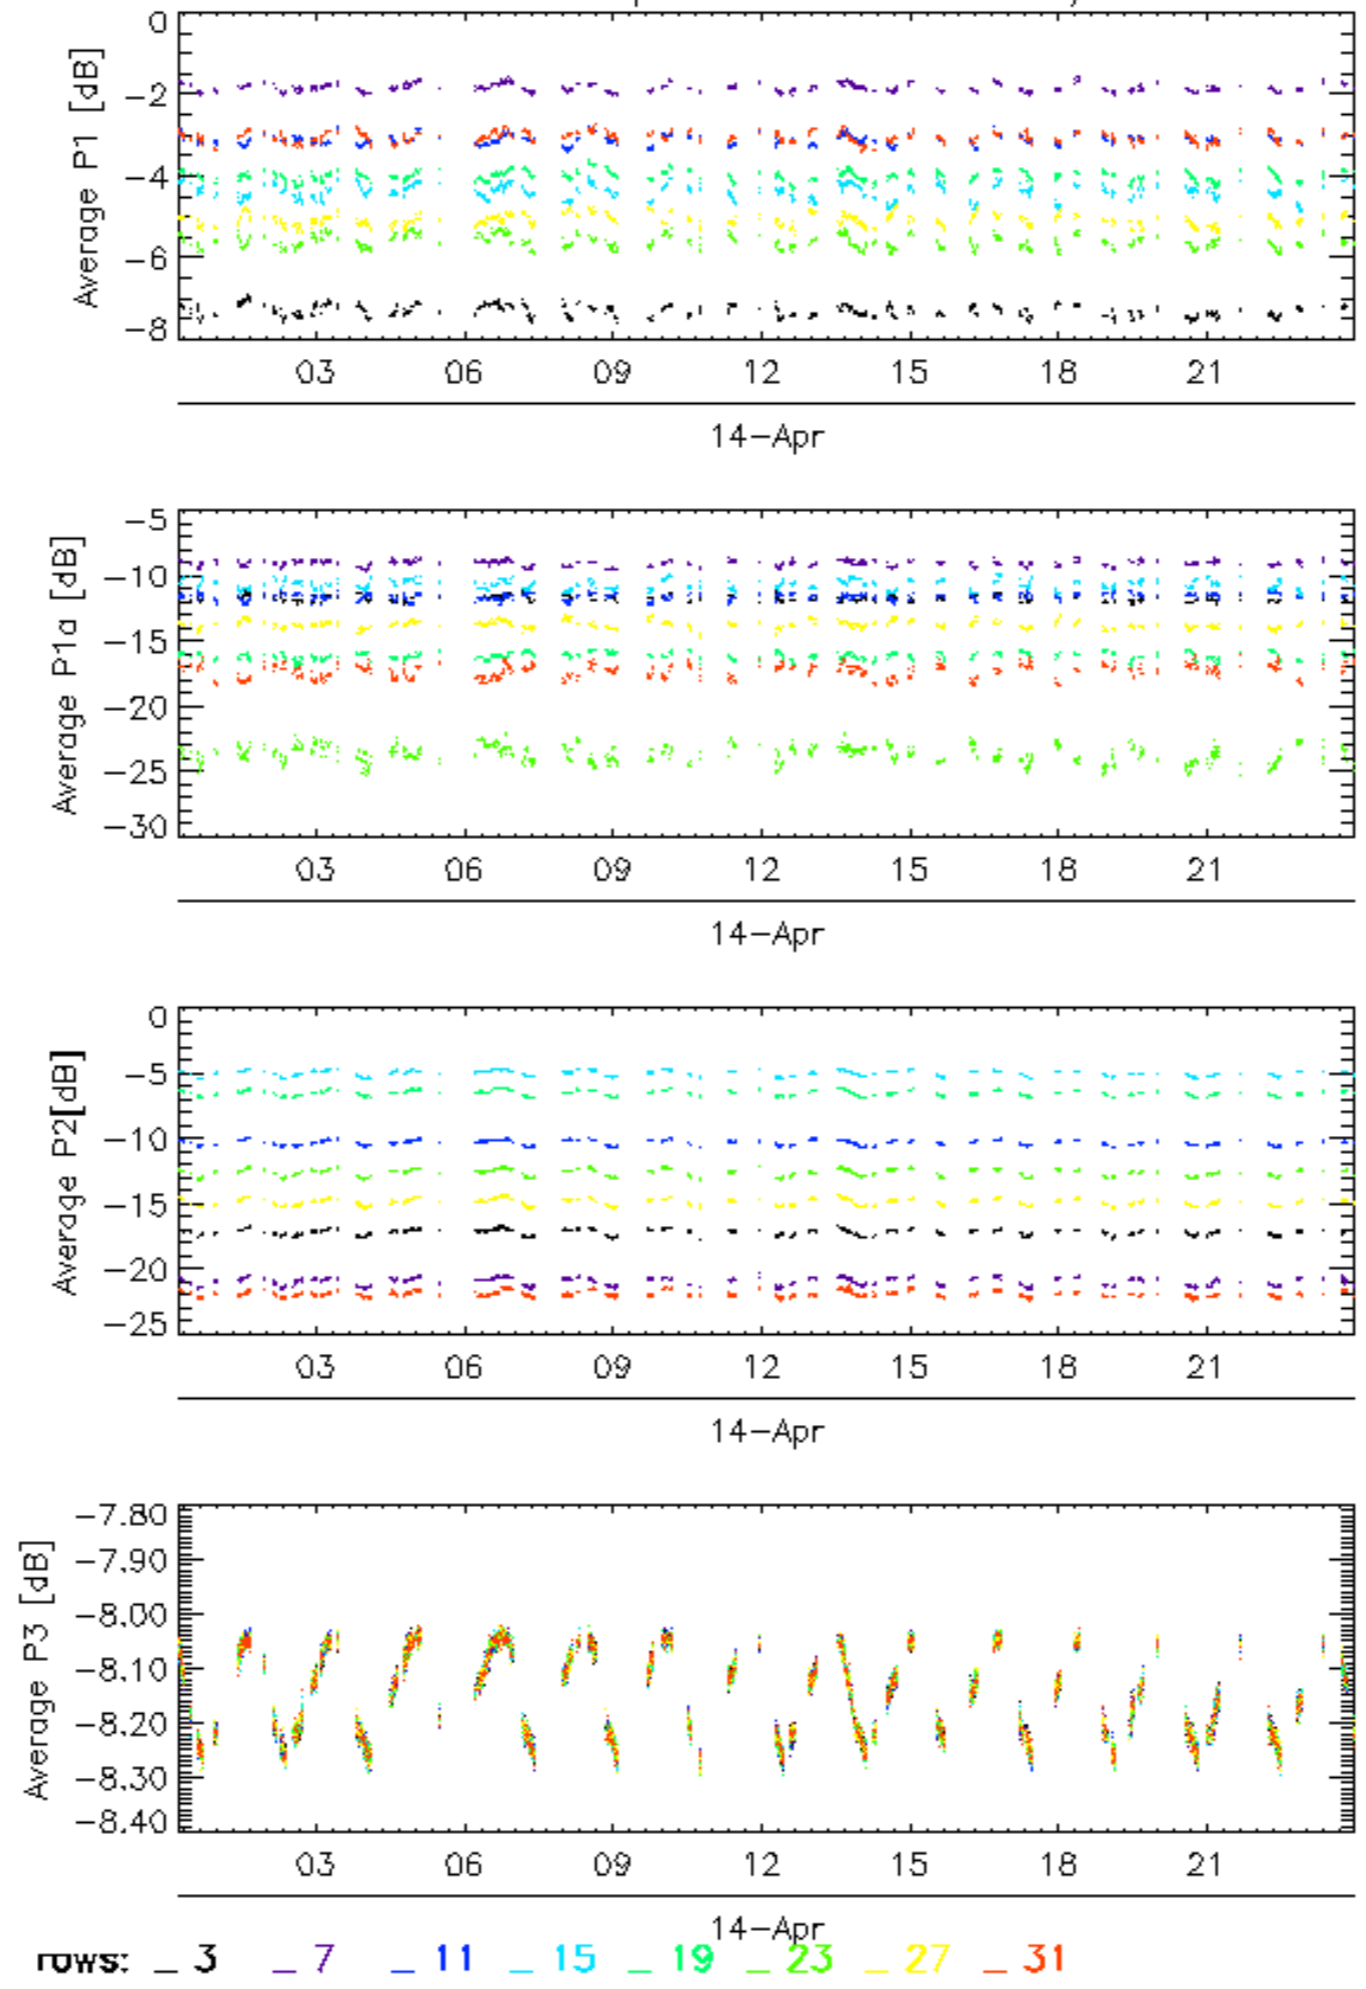 0
-2
-4
-6
-8
Average P1 [dB]
03 06 09 12 15 18 21
14-Apr
-5
-10
-15
-20
-25
-30
Average P1a [dB]
03 06 09 12 15 18 21
14-Apr
0
-5
-10
-15
-20
-25
Average P2[dB]
03 06 09 12 15 18 21
14-Apr
-7.80
-7.90
-8.00
-8.10
-8.20
-8.30
-8.40
Average P3 [dB]
03 06 09 12 15 18 21
14-Apr
rows: _ 3 _ 7 _ 11 _ 15 _ 19 _ 23 _ 27 _ 31